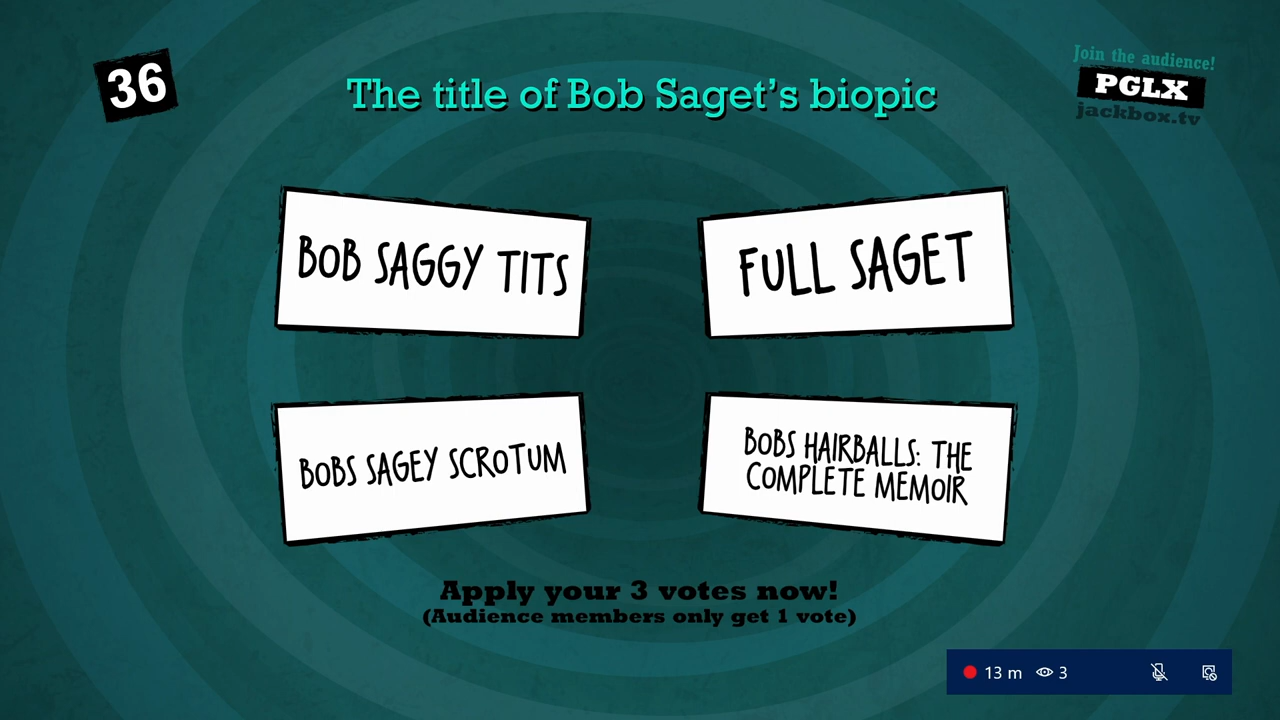 36
The title of Bob Saget's biopic
Join the audience!
PGLX
jackbox.tv
BOB SAGGY TITS
FULL SAGET
BOBS SAGEY SCROTUM
BOBS HAIRBALLS: THE
COMPLETE MEMOIR
Apply your 3 votes now!
(Audience members only get 1 vote)
13 m 3